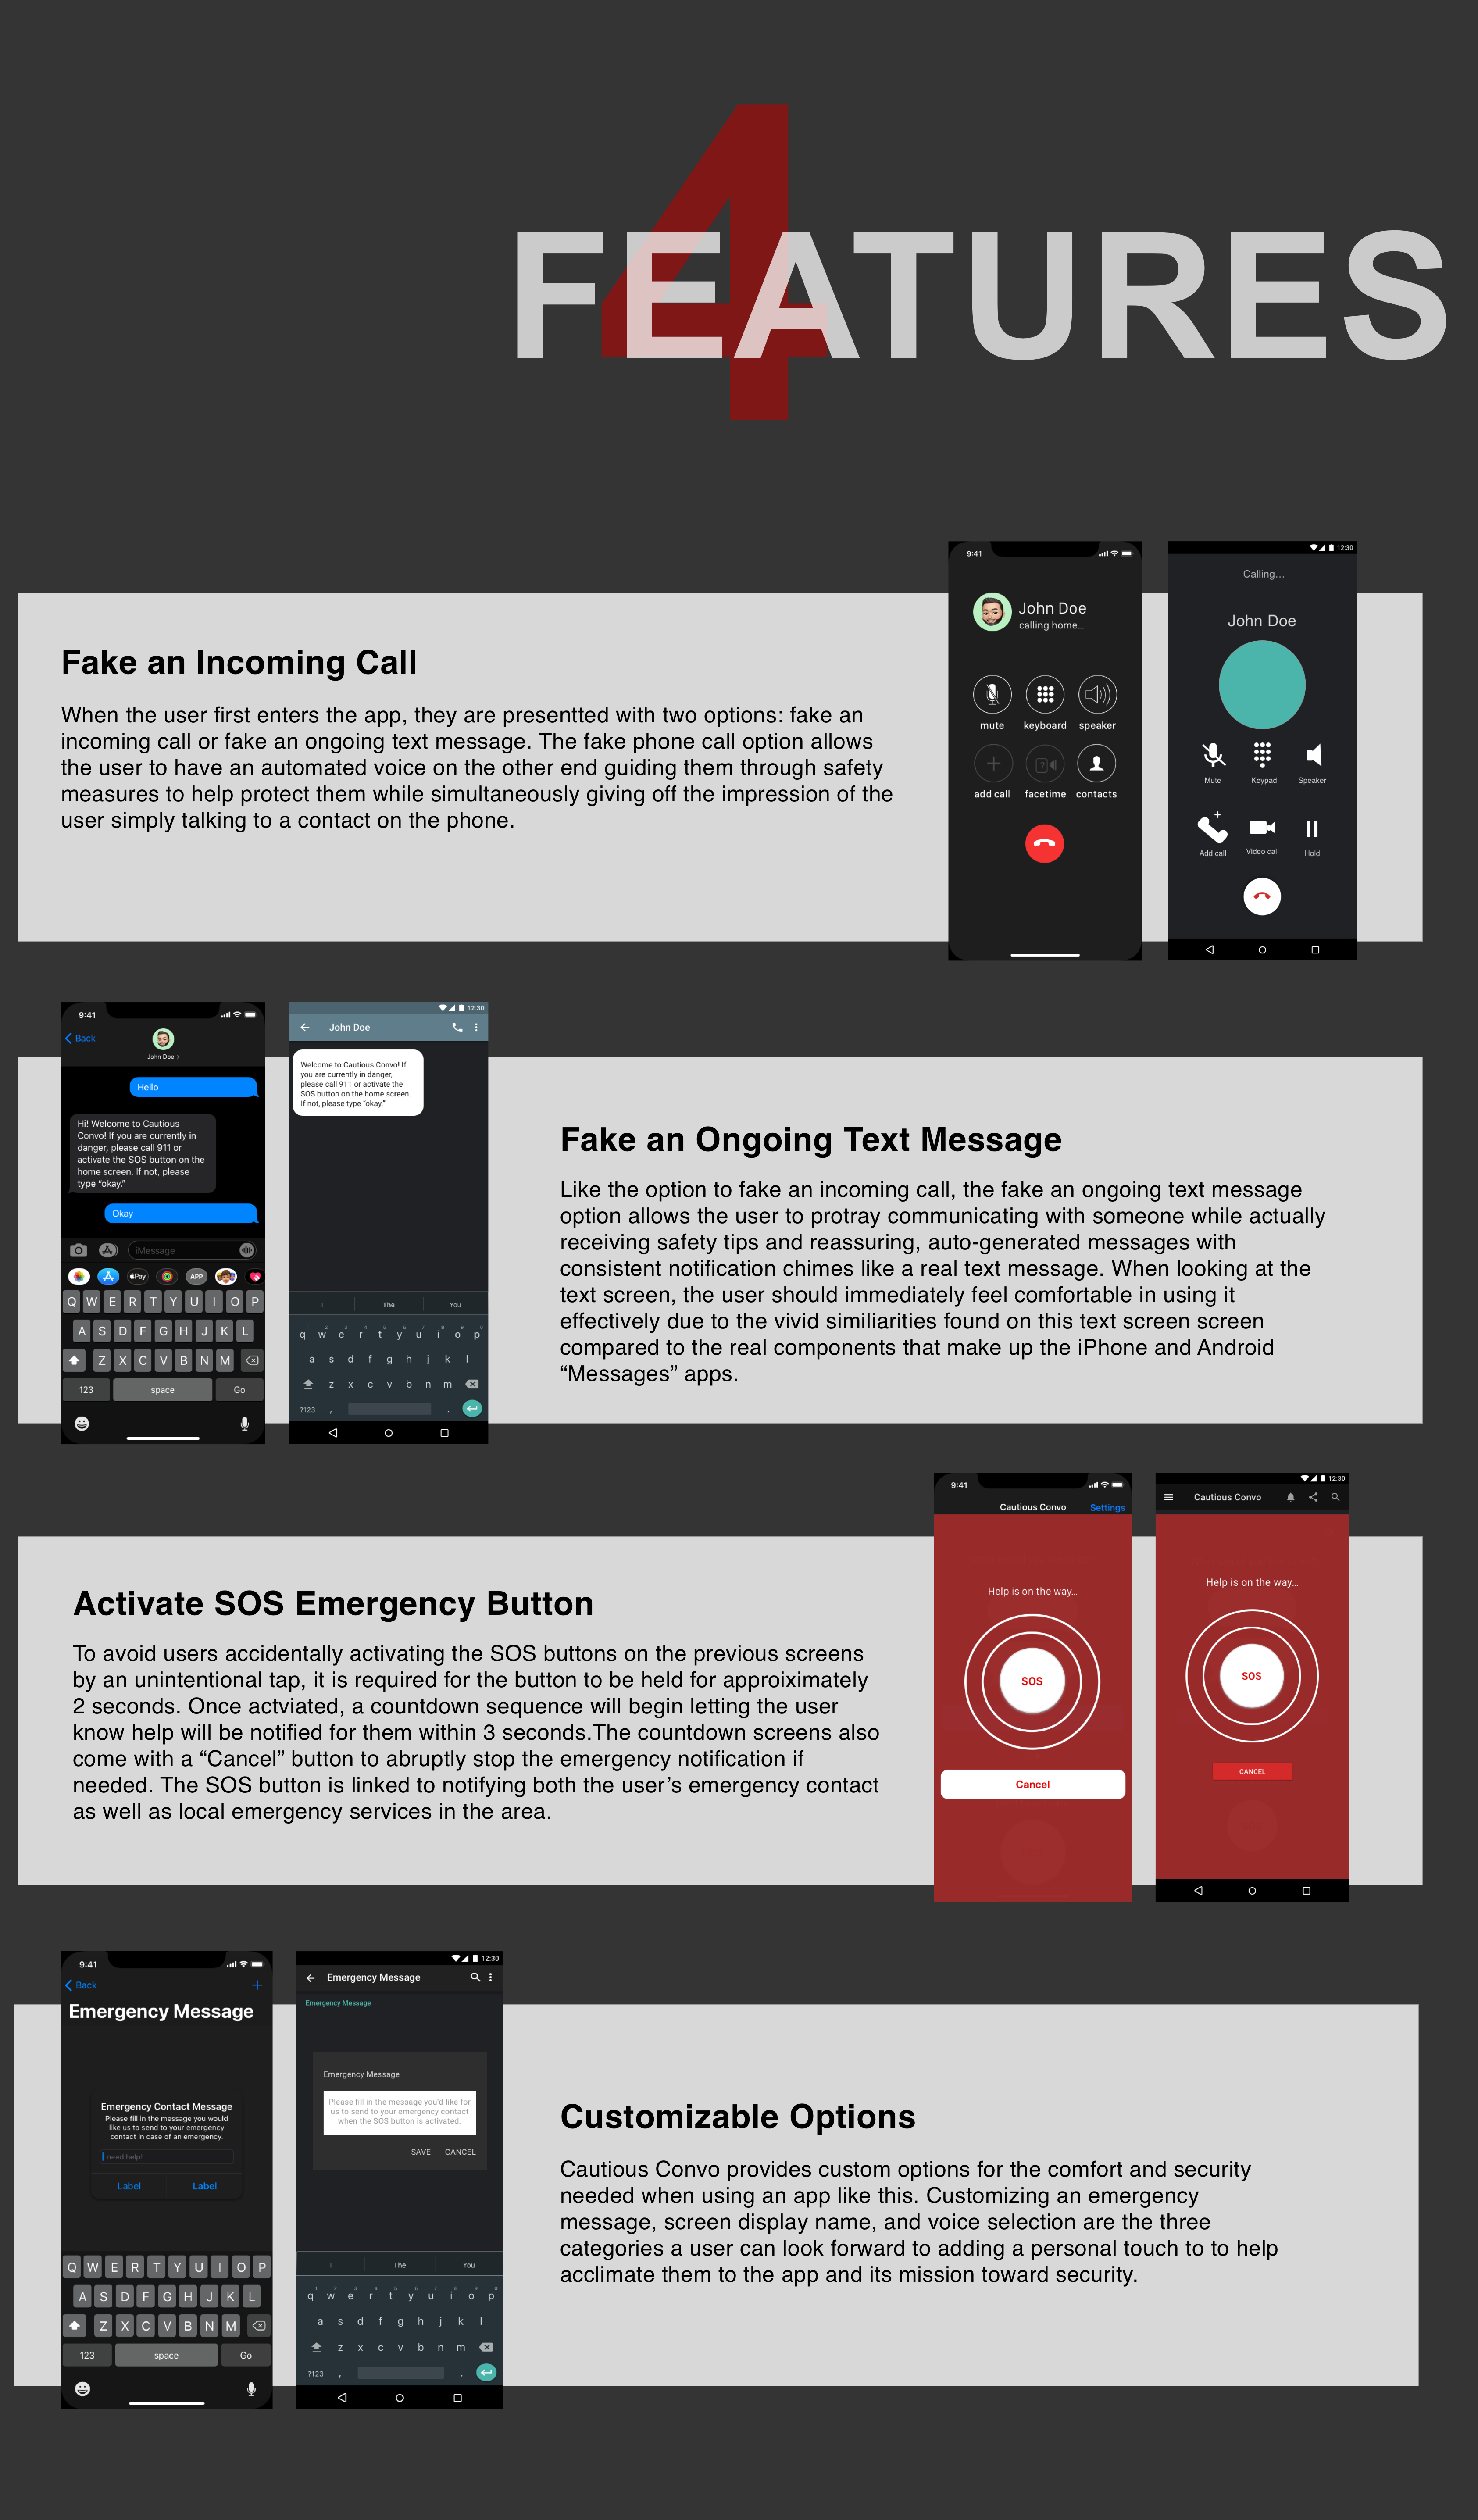 4
FEATURES
9:41
John Doe
calling home...
mute keyboard speaker
add call facetime contacts
12:30
Calling...
John Doe
Mute Keypad Speaker
Add call Video call Hold
Fake an Incoming Call
When the user first enters the app, they are presentted with two options: fake an
incoming call or fake an ongoing text message. The fake phone call option allows
the user to have an automated voice on the other end guiding them through safety
measures to help protect them while simultaneously giving off the impression of the
user simply talking to a contact on the phone.
9:41
Back
John Doe
Hello
Hi! Welcome to Cautious
Convo! If you are currently in
danger, please call 911 or
activate the SOS button on the
home screen. If not, please
type “okay.”
Okay
iMessage
Pay APP
Q W E R T Y U I O P
A S D F G H J K L
Z X C V B N M
123 space Go
12:30
John Doe
Welcome to Cautious Convo! If
you are currently in danger,
please call 911 or activate the
SOS button on the home screen.
If not, please type “okay.”
I The You
1 2 3 4 5 6 7 8 9 0
q w e r t y u i o p
a s d f g h j k l
z x c v b n m
?123 , .
Fake an Ongoing Text Message
Like the option to fake an incoming call, the fake an ongoing text message
option allows the user to protray communicating with someone while actually
receiving safety tips and reassuring, auto-generated messages with
consistent notification chimes like a real text message. When looking at the
text screen, the user should immediately feel comfortable in using it
effectively due to the vivid similiarities found on this text screen screen
compared to the real components that make up the iPhone and Android
“Messages” apps.
9:41
Cautious Convo Settings
Help is on the way...
SOS
Cancel
12:30
Cautious Convo
Help is on the way...
SOS
CANCEL
Activate SOS Emergency Button
To avoid users accidentally activating the SOS buttons on the previous screens
by an unintentional tap, it is required for the button to be held for approiximately
2 seconds. Once actviated, a countdown sequence will begin letting the user
know help will be notified for them within 3 seconds.The countdown screens also
come with a “Cancel” button to abruptly stop the emergency notification if
needed. The SOS button is linked to notifying both the user’s emergency contact
as well as local emergency services in the area.
9:41
Back
Emergency Message
Emergency Contact Message
Please fill in the message you would
like us to send to your emergency
contact in case of an emergency.
need help!
Label Label
Q W E R T Y U I O P
A S D F G H J K L
Z X C V B N M
123 space Go
12:30
Emergency Message
Emergency Message
Emergency Message
Please fill in the message you’d like for
us to send to your emergency contact
when the SOS button is activated.
SAVE CANCEL
I The You
1 2 3 4 5 6 7 8 9 0
q w e r t y u i o p
a s d f g h j k l
z x c v b n m
?123 , .
Customizable Options
Cautious Convo provides custom options for the comfort and security
needed when using an app like this. Customizing an emergency
message, screen display name, and voice selection are the three
categories a user can look forward to adding a personal touch to to help
acclimate them to the app and its mission toward security.